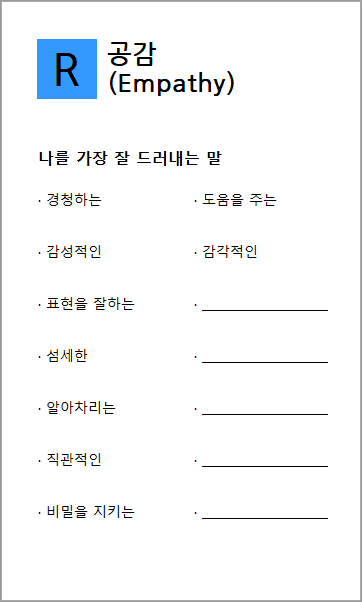 R
공감
(Empathy)
나를 가장 잘 드러내는 말
· 경청하는
· 도움을 주는
· 감성적인
· 감각적인
· 표현을 잘하는
· ____________
· 섬세한
· ____________
· 알아차리는
· ____________
· 직관적인
· ____________
· 비밀을 지키는
· ____________